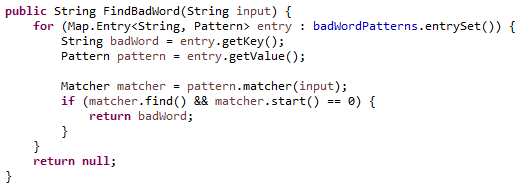 public String FindBadWord(String input) {
    for (Map.Entry<String, Pattern> entry : badWordPatterns.entrySet()) {
        String badWord = entry.getKey();
        Pattern pattern = entry.getValue();

        Matcher matcher = pattern.matcher(input);
        if (matcher.find() && matcher.start() == 0) {
            return badWord;
        }
    }
    return null;
}